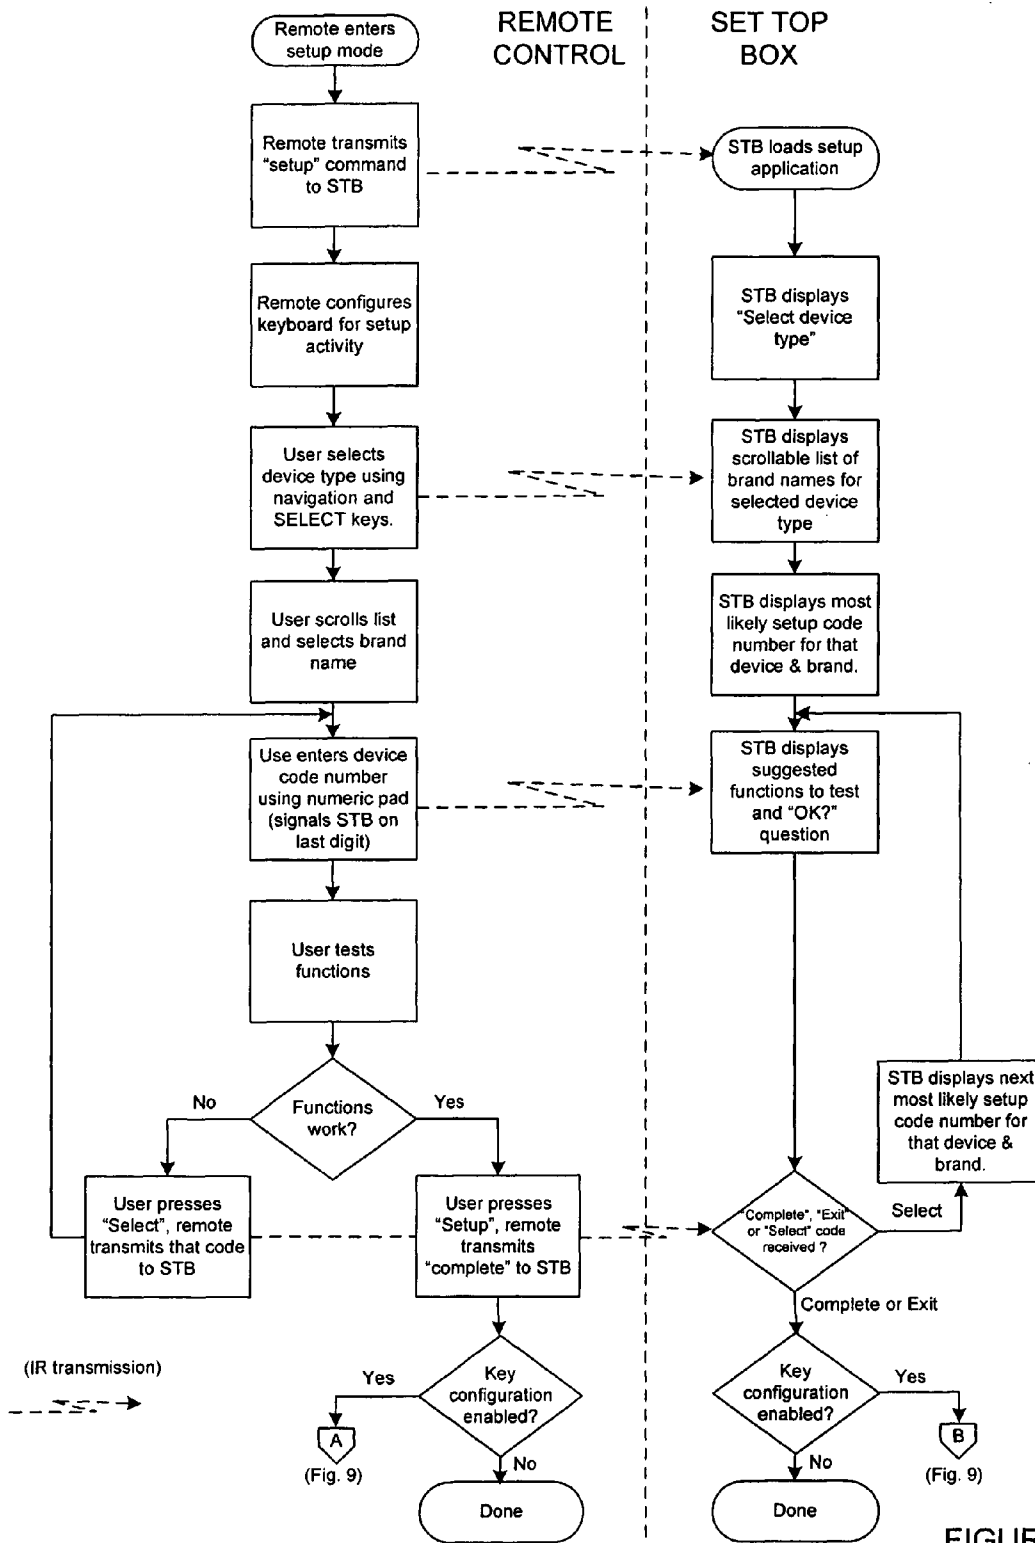 REMOTE
CONTROL
SET TOP
BOX
Remote enters
setup mode
Remote transmits
“setup” command
to STB
STB loads setup
application
Remote configures
keyboard for setup
activity
STB displays
“Select device
type”
User selects
device type using
navigation and
SELECT keys.
STB displays
scrollable list of
brand names for
selected device
type
User scrolls list
and selects brand
name
STB displays most
likely setup code
number for that
device & brand.
Use enters device
code number
using numeric pad
(signals STB on
last digit)
STB displays
suggested
functions to test
and “OK?”
question
User tests
functions
Functions
work?
No
Yes
STB displays next
most likely setup
code number for
that device &
brand.
User presses
“Select”, remote
transmits that code
to STB
User presses
“Setup”, remote
transmits
“complete” to STB
"Complete", "Exit"
or "Select" code
received ?
Select
Complete or Exit
(IR transmission)
Key
configuration
enabled?
Yes
A
(Fig. 9)
No
Done
Key
configuration
enabled?
Yes
B
(Fig. 9)
No
Done